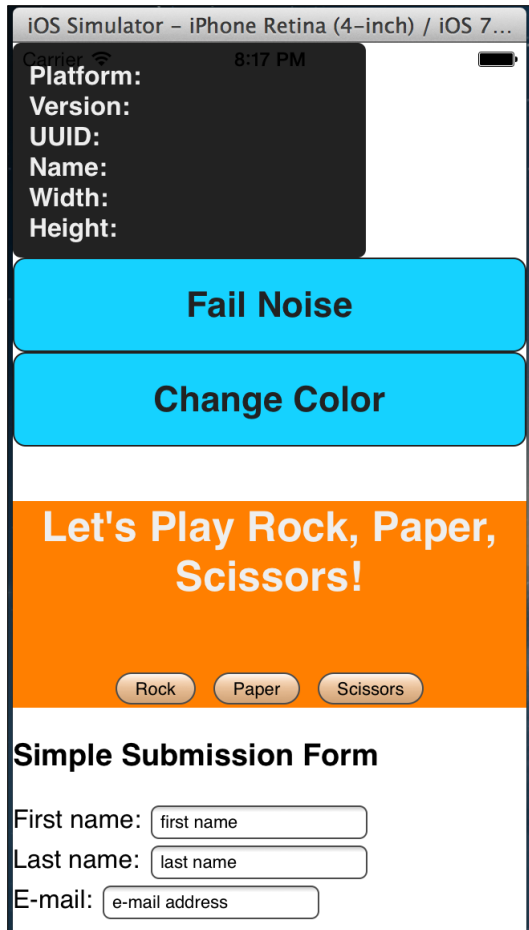 iOS Simulator – iPhone Retina (4-inch) / iOS 7...
Carrier 8:17 PM
Platform:
Version:
UUID:
Name:
Width:
Height:
Fail Noise
Change Color
Let's Play Rock, Paper,
Scissors!
Rock Paper Scissors
Simple Submission Form
First name: first name
Last name: last name
E-mail: e-mail address